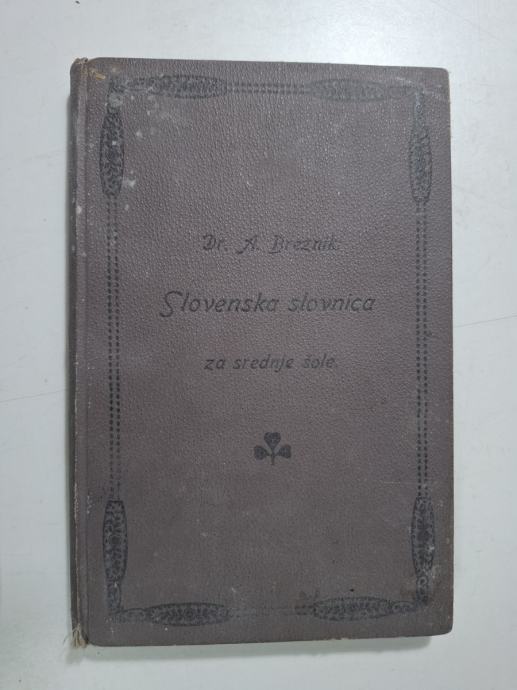 Dr. A. Breznik:
Slovenska slovnica
za srednje šole.